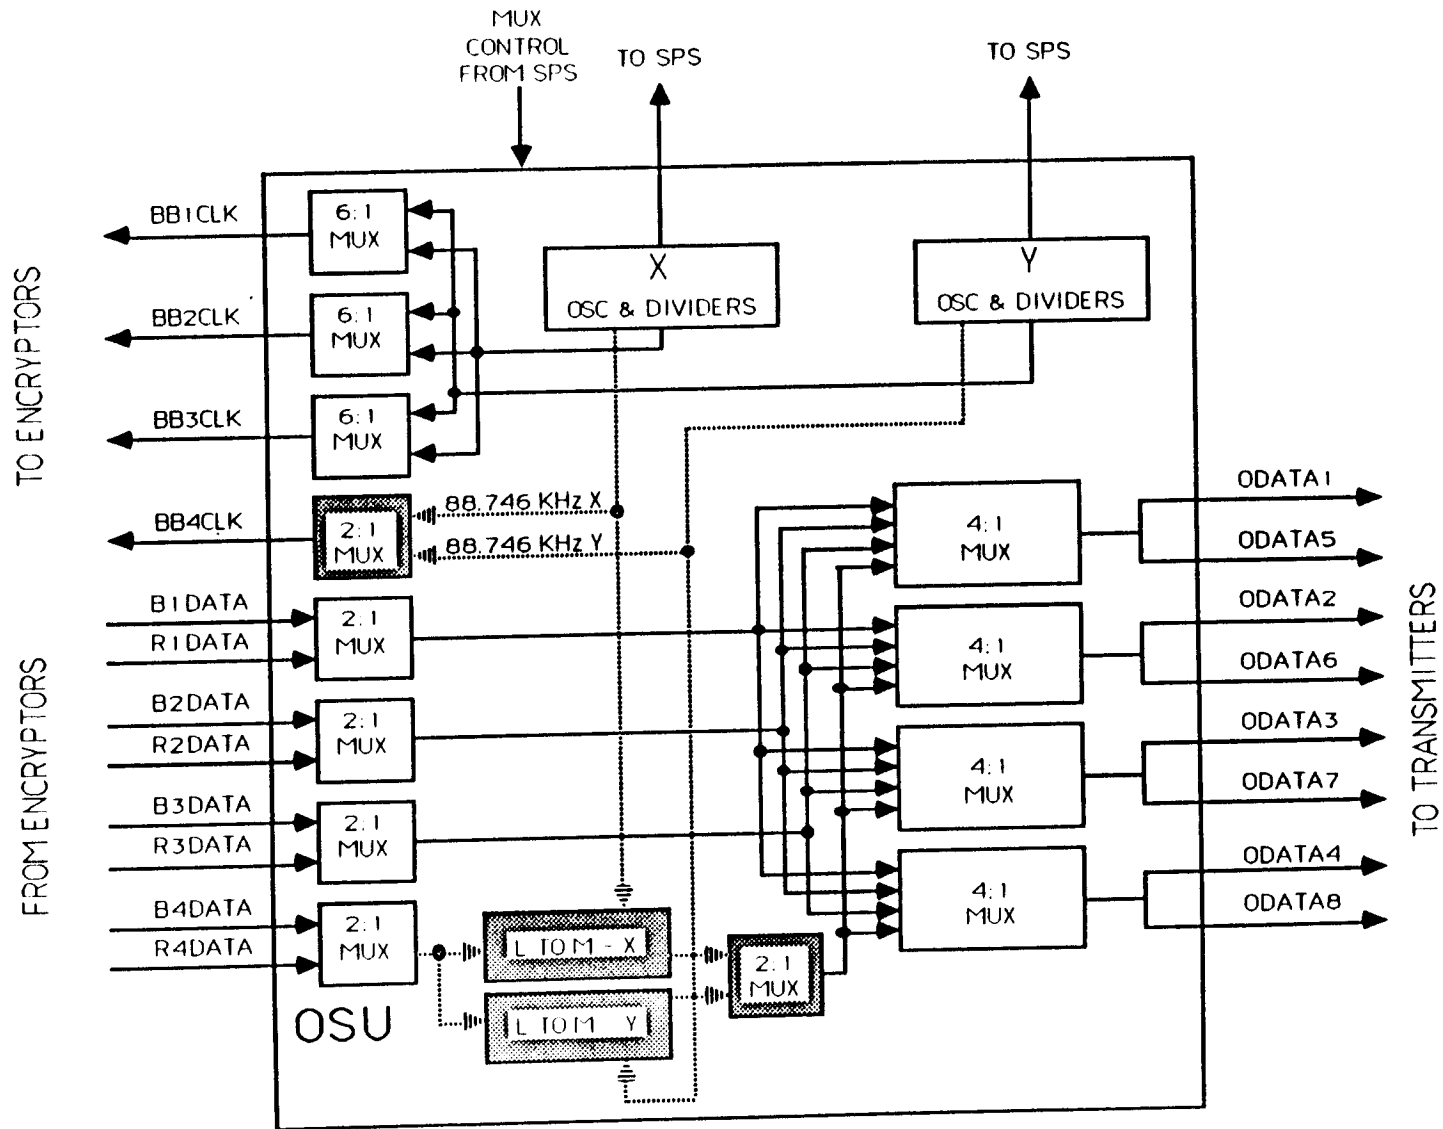 MUX
CONTROL
FROM SPS
TO SPS
TO SPS
TO ENCRYPTORS
BB1CLK
6:1
MUX
X
OSC & DIVIDERS
Y
OSC & DIVIDERS
BB2CLK
6:1
MUX
BB3CLK
6:1
MUX
BB4CLK
2:1
MUX
88.746 KHz X
88.746 KHz Y
FROM ENCRYPTORS
B1DATA
R1DATA
2:1
MUX
B2DATA
R2DATA
2:1
MUX
B3DATA
R3DATA
2:1
MUX
B4DATA
R4DATA
2:1
MUX
L TO M - X
L TO M Y
2:1
MUX
OSU
4:1
MUX
4:1
MUX
4:1
MUX
4:1
MUX
ODATA1
ODATA5
ODATA2
ODATA6
ODATA3
ODATA7
ODATA4
ODATA8
TO TRANSMITTERS